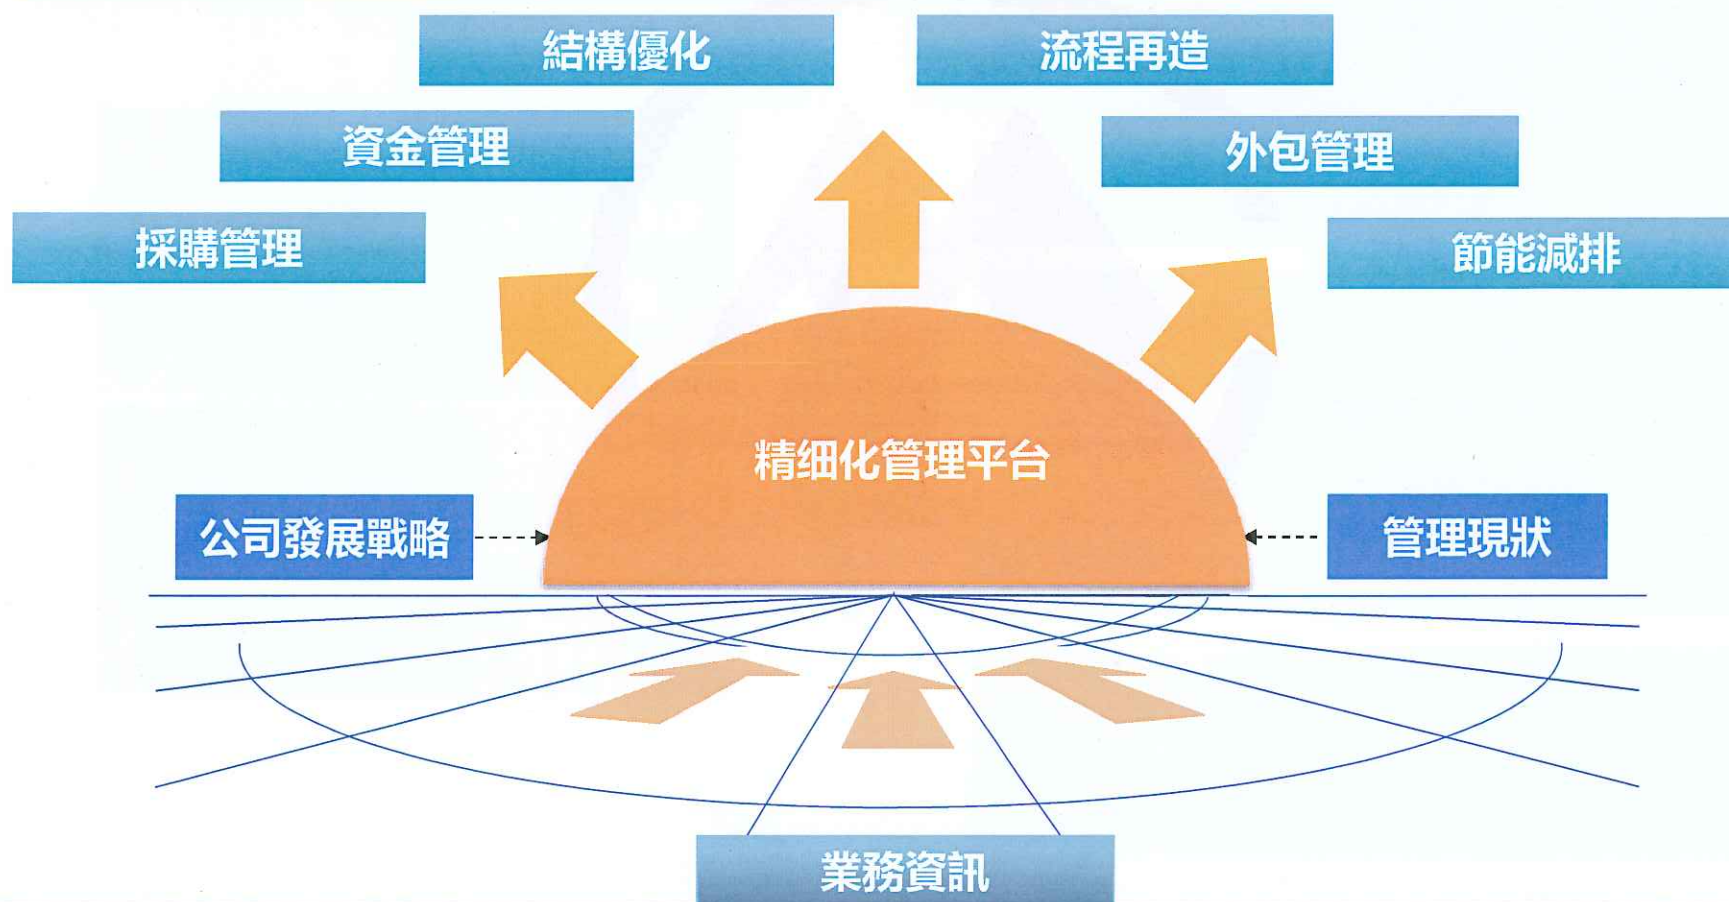 結構優化
流程再造
資金管理
外包管理
採購管理
節能減排
精细化管理平台
公司發展戰略
管理現狀
業務資訊